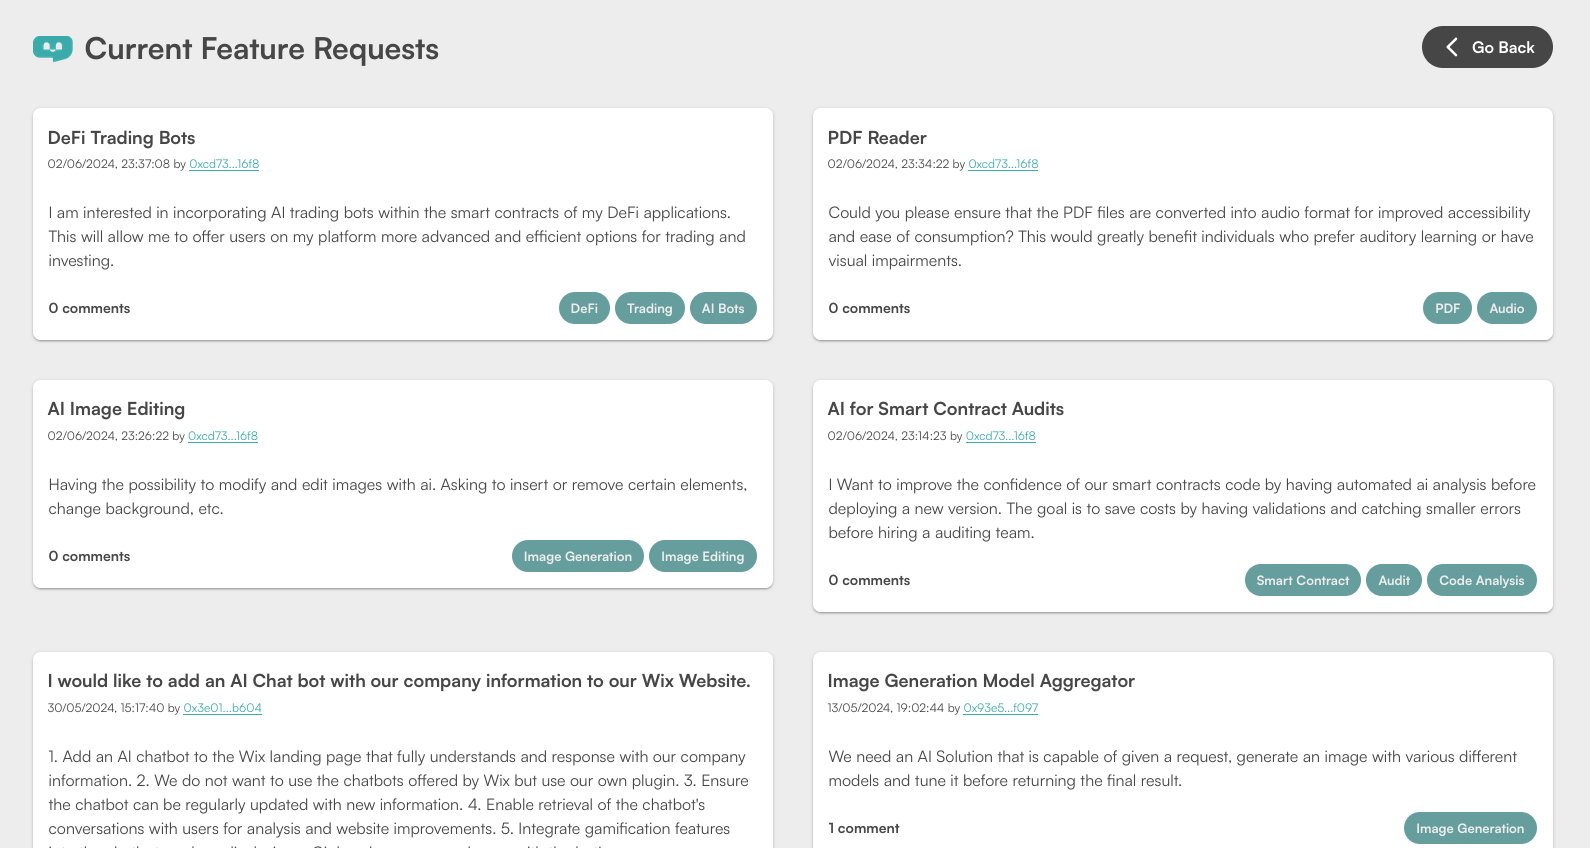 Current Feature Requests
Go Back
DeFi Trading Bots
02/06/2024, 23:37:08 by 0xcd73...16f8
I am interested in incorporating AI trading bots within the smart contracts of my DeFi applications.
This will allow me to offer users on my platform more advanced and efficient options for trading and
investing.
0 comments
DeFi Trading AI Bots
PDF Reader
02/06/2024, 23:34:22 by 0xcd73...16f8
Could you please ensure that the PDF files are converted into audio format for improved accessibility
and ease of consumption? This would greatly benefit individuals who prefer auditory learning or have
visual impairments.
0 comments
PDF Audio
AI Image Editing
02/06/2024, 23:26:22 by 0xcd73...16f8
Having the possibility to modify and edit images with ai. Asking to insert or remove certain elements,
change background, etc.
0 comments
Image Generation Image Editing
AI for Smart Contract Audits
02/06/2024, 23:14:23 by 0xcd73...16f8
I Want to improve the confidence of our smart contracts code by having automated ai analysis before
deploying a new version. The goal is to save costs by having validations and catching smaller errors
before hiring a auditing team.
0 comments
Smart Contract Audit Code Analysis
I would like to add an AI Chat bot with our company information to our Wix Website.
30/05/2024, 15:17:40 by 0x3e01...b604
1. Add an AI chatbot to the Wix landing page that fully understands and response with our company
information. 2. We do not want to use the chatbots offered by Wix but use our own plugin. 3. Ensure
the chatbot can be regularly updated with new information. 4. Enable retrieval of the chatbot's
conversations with users for analysis and website improvements. 5. Integrate gamification features
Image Generation Model Aggregator
13/05/2024, 19:02:44 by 0x93e5...f097
We need an AI Solution that is capable of given a request, generate an image with various different
models and tune it before returning the final result.
1 comment
Image Generation